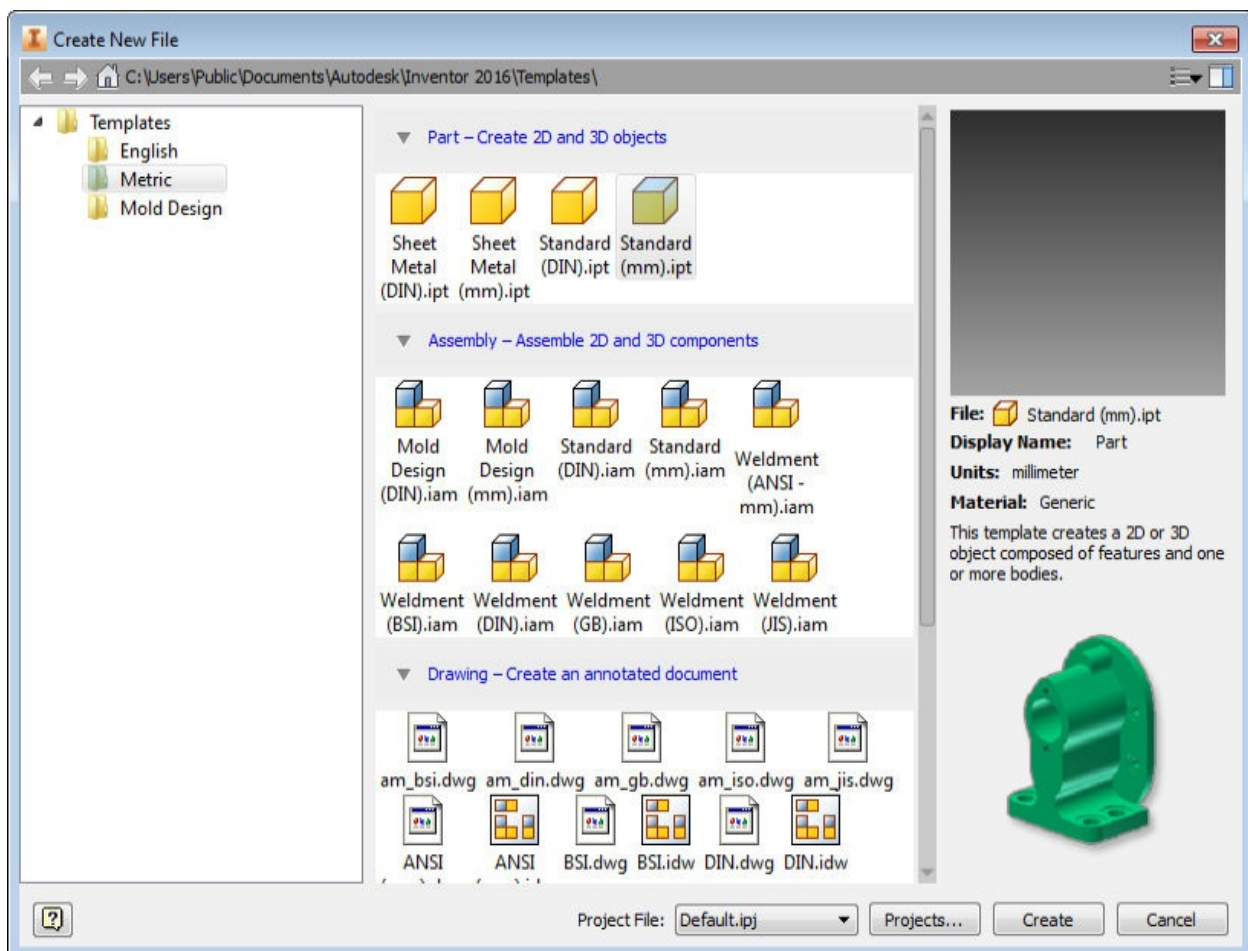 Create New File
C:\Users\Public\Documents\Autodesk\Inventor 2016\Templates\
Templates
English
Metric
Mold Design
Part – Create 2D and 3D objects
Sheet Metal (DIN).ipt
Sheet Metal (mm).ipt
Standard (DIN).ipt
Standard (mm).ipt
Assembly – Assemble 2D and 3D components
Mold Design (DIN).iam
Mold Design (mm).iam
Standard (DIN).iam
Standard (mm).iam
Weldment (ANSI - mm).iam
Weldment (BSI).iam
Weldment (DIN).iam
Weldment (GB).iam
Weldment (ISO).iam
Weldment (JIS).iam
Drawing – Create an annotated document
am_bsi.dwg
am_din.dwg
am_gb.dwg
am_iso.dwg
am_jis.dwg
ANSI
ANSI
BSI.dwg
BSI.idw
DIN.dwg
DIN.idw
File: Standard (mm).ipt
Display Name: Part
Units: millimeter
Material: Generic
This template creates a 2D or 3D
object composed of features and one
or more bodies.
Project File: Default.ipj
Projects...
Create
Cancel